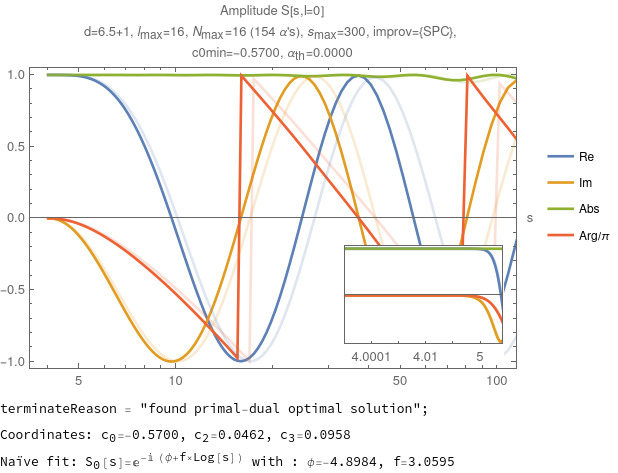 Amplitude S[s,l=0]
d=6.5+1, lmax=16, Nmax=16 (154 α's), smax=300, improv={SPC},
c0min=-0.5700, αth=0.0000
1.0
0.5
0.0
-0.5
-1.0
s
Re
Im
Abs
Arg/π
4.0001 4.01 5
5 10 50 100
terminateReason = "found primal-dual optimal solution";
Coordinates: c0=-0.5700, c2=0.0462, c3=0.0958
Naïve fit: S0[s]=e^-i (ϕ+f×Log[s]) with : ϕ=-4.8984, f=3.0595